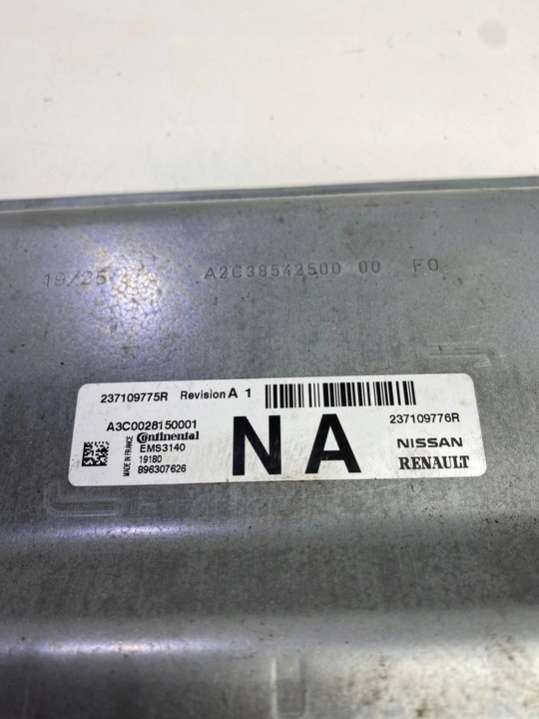 19/25 A2C38542500 00 F0
237109775R Revision A 1
A3C0028150001
Continental
EMS3140
19180
896307626
MADE IN FRANCE
NA
237109776R
NISSAN
RENAULT